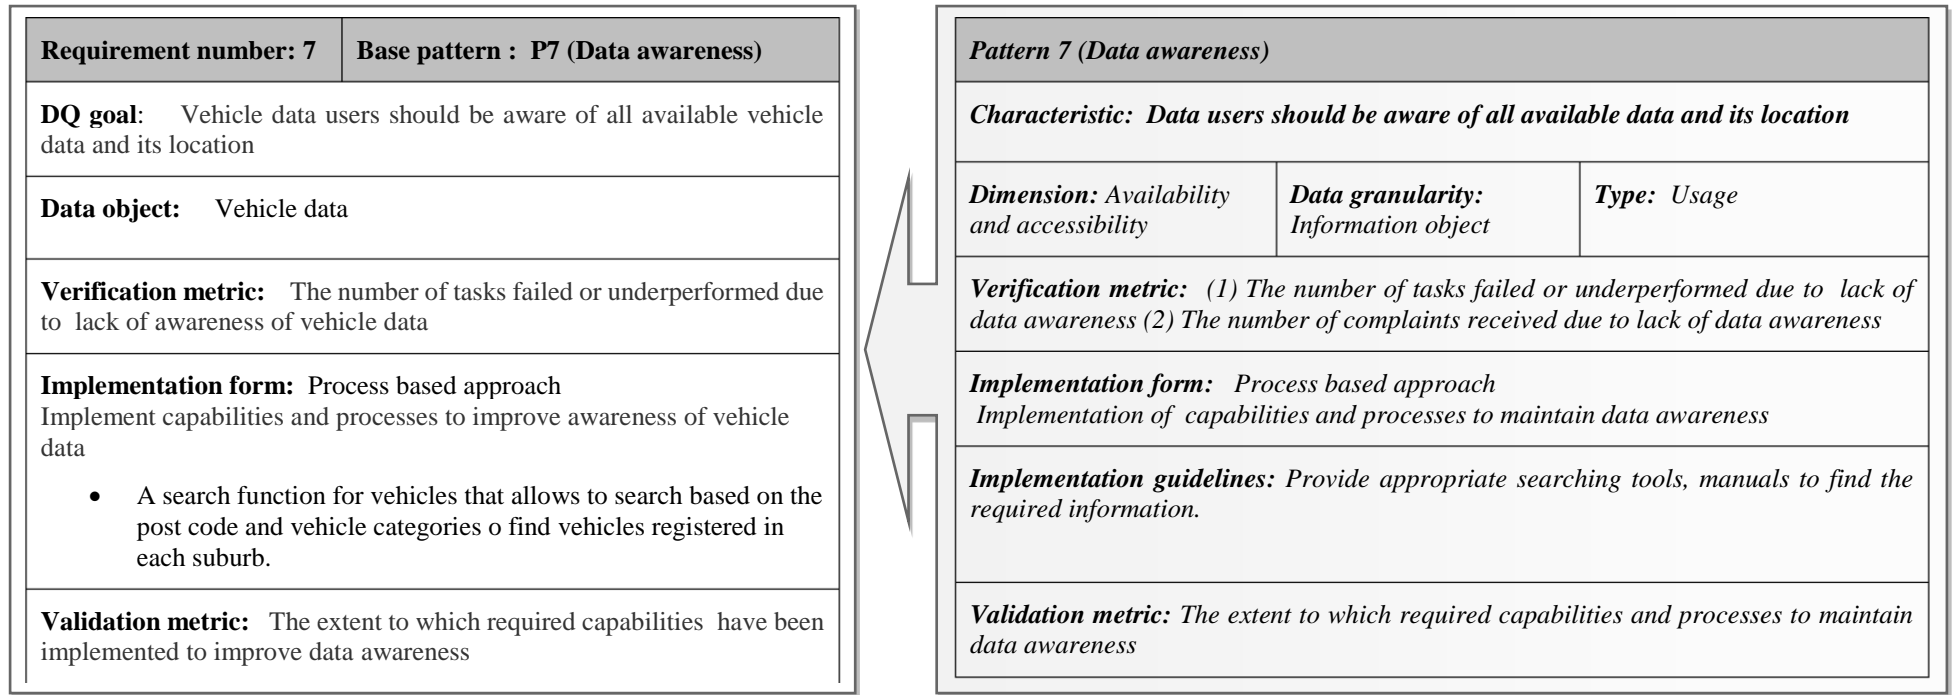 Requirement number: 7
Base pattern : P7 (Data awareness)
DQ goal: Vehicle data users should be aware of all available vehicle
data and its location
Data object: Vehicle data
Verification metric: The number of tasks failed or underperformed due
to lack of awareness of vehicle data
Implementation form: Process based approach
Implement capabilities and processes to improve awareness of vehicle
data
• A search function for vehicles that allows to search based on the
post code and vehicle categories o find vehicles registered in
each suburb.
Validation metric: The extent to which required capabilities have been
implemented to improve data awareness
Pattern 7 (Data awareness)
Characteristic: Data users should be aware of all available data and its location
Dimension: Availability
and accessibility
Data granularity:
Information object
Type: Usage
Verification metric: (1) The number of tasks failed or underperformed due to lack of
data awareness (2) The number of complaints received due to lack of data awareness
Implementation form: Process based approach
Implementation of capabilities and processes to maintain data awareness
Implementation guidelines: Provide appropriate searching tools, manuals to find the
required information.
Validation metric: The extent to which required capabilities and processes to maintain
data awareness